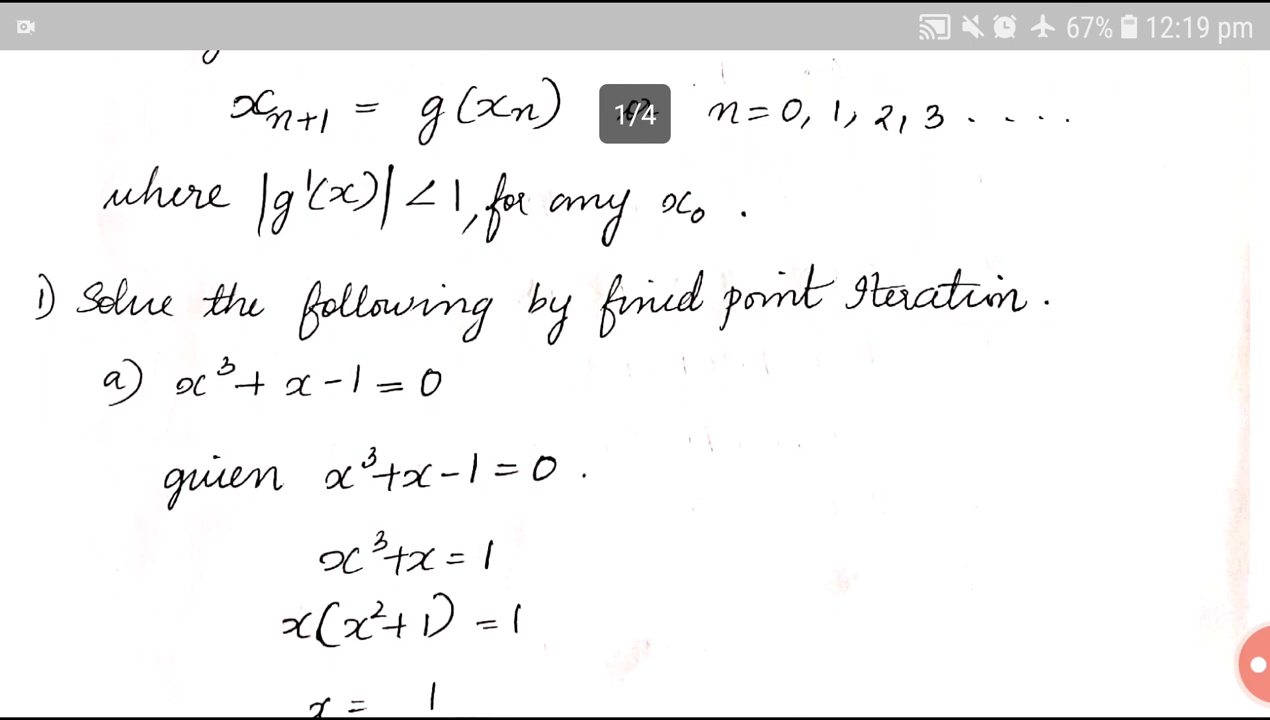 67% 12:19 pm
xₙ₊₁ = g(xₙ) 1/4 n = 0, 1, 2, 3 . . . .
where |g'(x)| < 1, for any x₀ .
1) Solve the following by fixed point Iteration .
a) x³ + x - 1 = 0
given x³ + x - 1 = 0 .
x³ + x = 1
x(x² + 1) = 1
x = 1